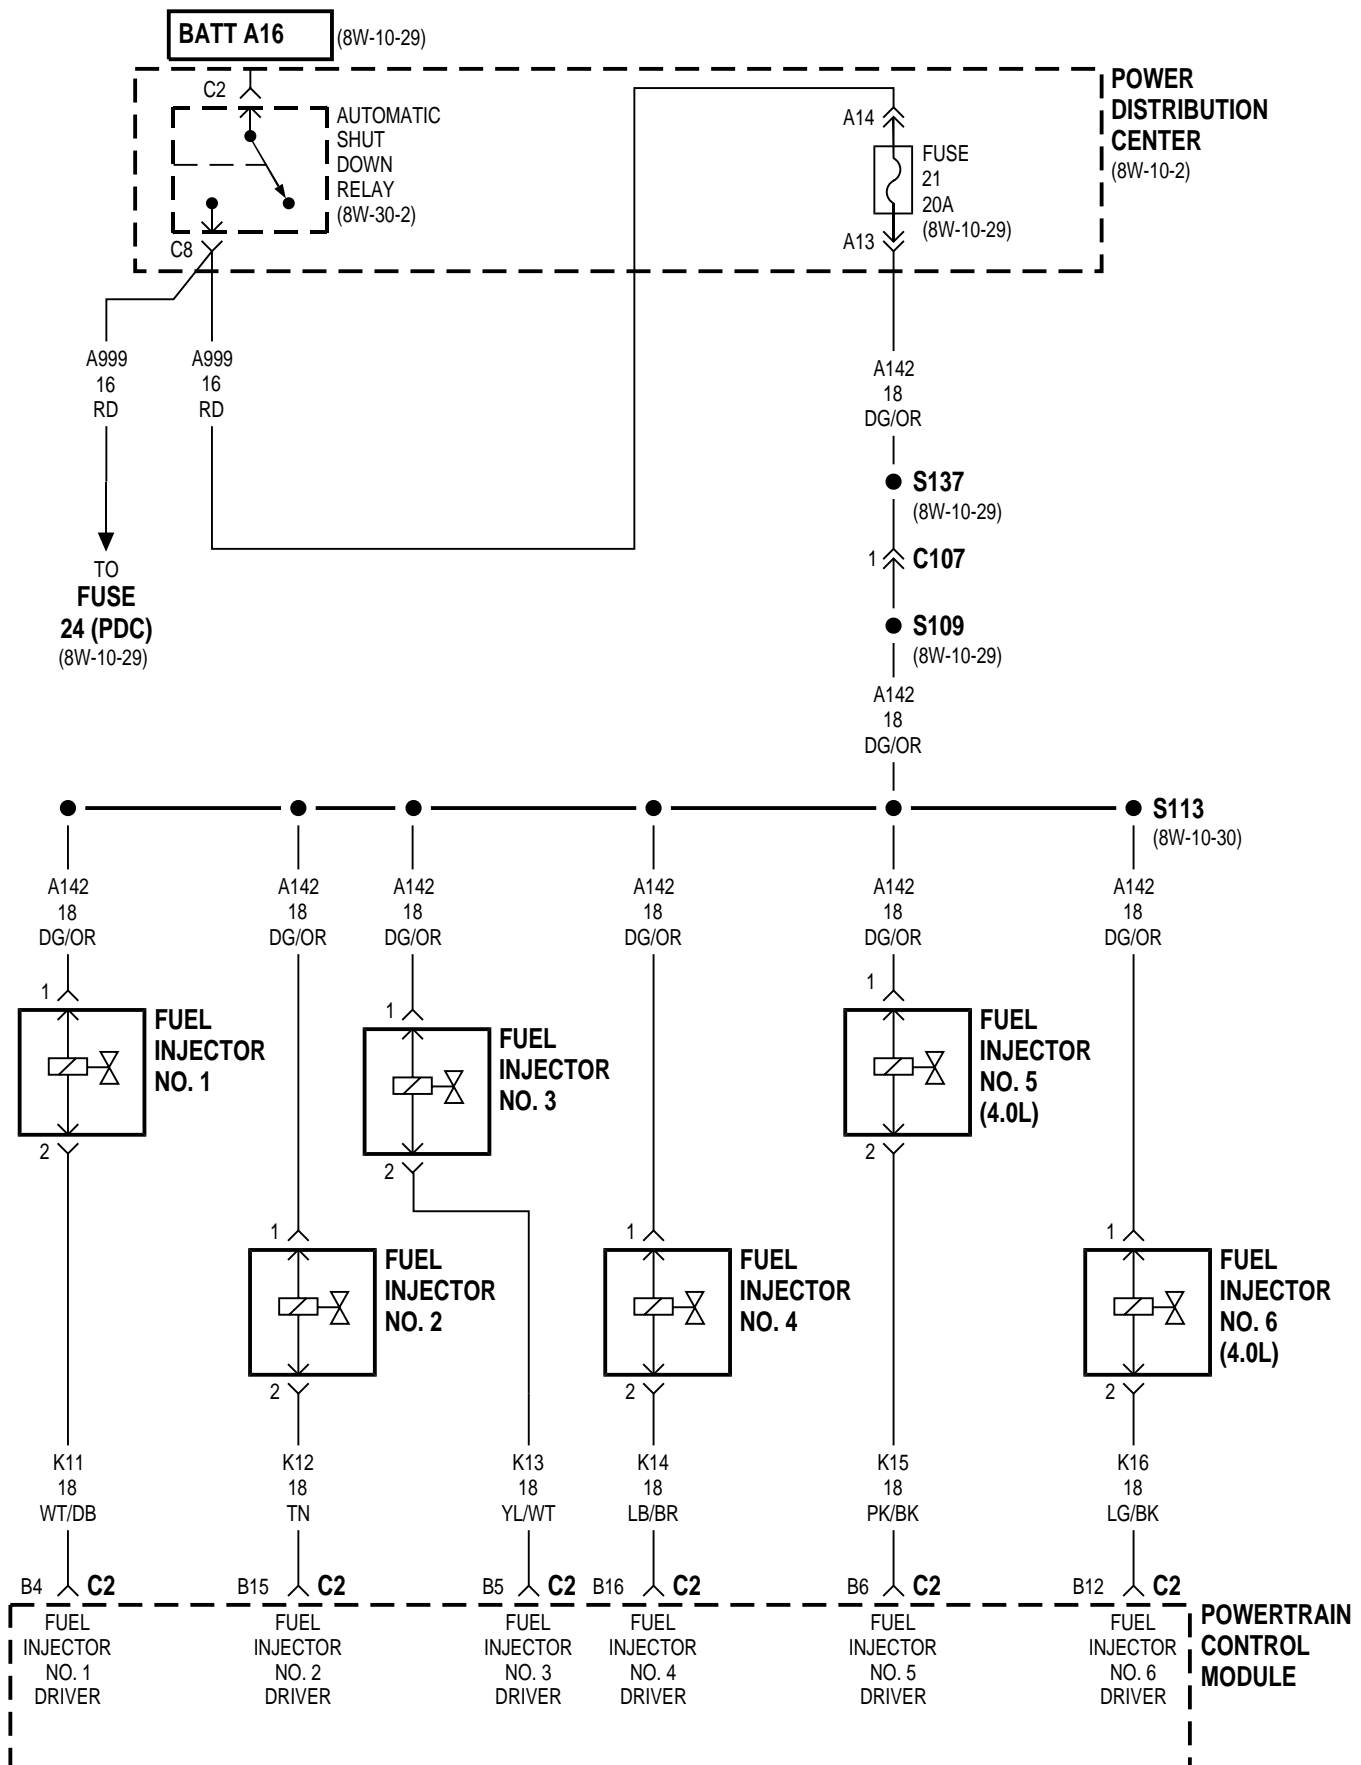 BATT A16
(8W-10-29)
POWER
DISTRIBUTION
CENTER
(8W-10-2)
C2
AUTOMATIC
SHUT
DOWN
RELAY
(8W-30-2)
C8
A14
FUSE
21
20A
(8W-10-29)
A13
A999
16
RD
A999
16
RD
TO
FUSE
24 (PDC)
(8W-10-29)
A142
18
DG/OR
S137
(8W-10-29)
1
C107
S109
(8W-10-29)
A142
18
DG/OR
S113
(8W-10-30)
A142
18
DG/OR
A142
18
DG/OR
A142
18
DG/OR
A142
18
DG/OR
A142
18
DG/OR
A142
18
DG/OR
1
FUEL
INJECTOR
NO. 1
2
1
FUEL
INJECTOR
NO. 3
2
1
FUEL
INJECTOR
NO. 5
(4.0L)
2
1
FUEL
INJECTOR
NO. 2
2
1
FUEL
INJECTOR
NO. 4
2
1
FUEL
INJECTOR
NO. 6
(4.0L)
2
K11
18
WT/DB
K12
18
TN
K13
18
YL/WT
K14
18
LB/BR
K15
18
PK/BK
K16
18
LG/BK
B4 C2
B15 C2
B5 C2
B16 C2
B6 C2
B12 C2
FUEL
INJECTOR
NO. 1
DRIVER
FUEL
INJECTOR
NO. 2
DRIVER
FUEL
INJECTOR
NO. 3
DRIVER
FUEL
INJECTOR
NO. 4
DRIVER
FUEL
INJECTOR
NO. 5
DRIVER
FUEL
INJECTOR
NO. 6
DRIVER
POWERTRAIN
CONTROL
MODULE